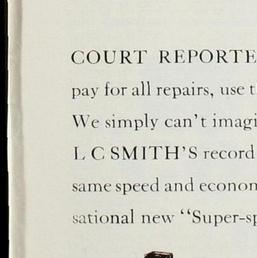 COURT REPORTE
pay for all repairs, use t
We simply can't imagi
L C SMITH'S record
same speed and econom
sational new "Super-sp